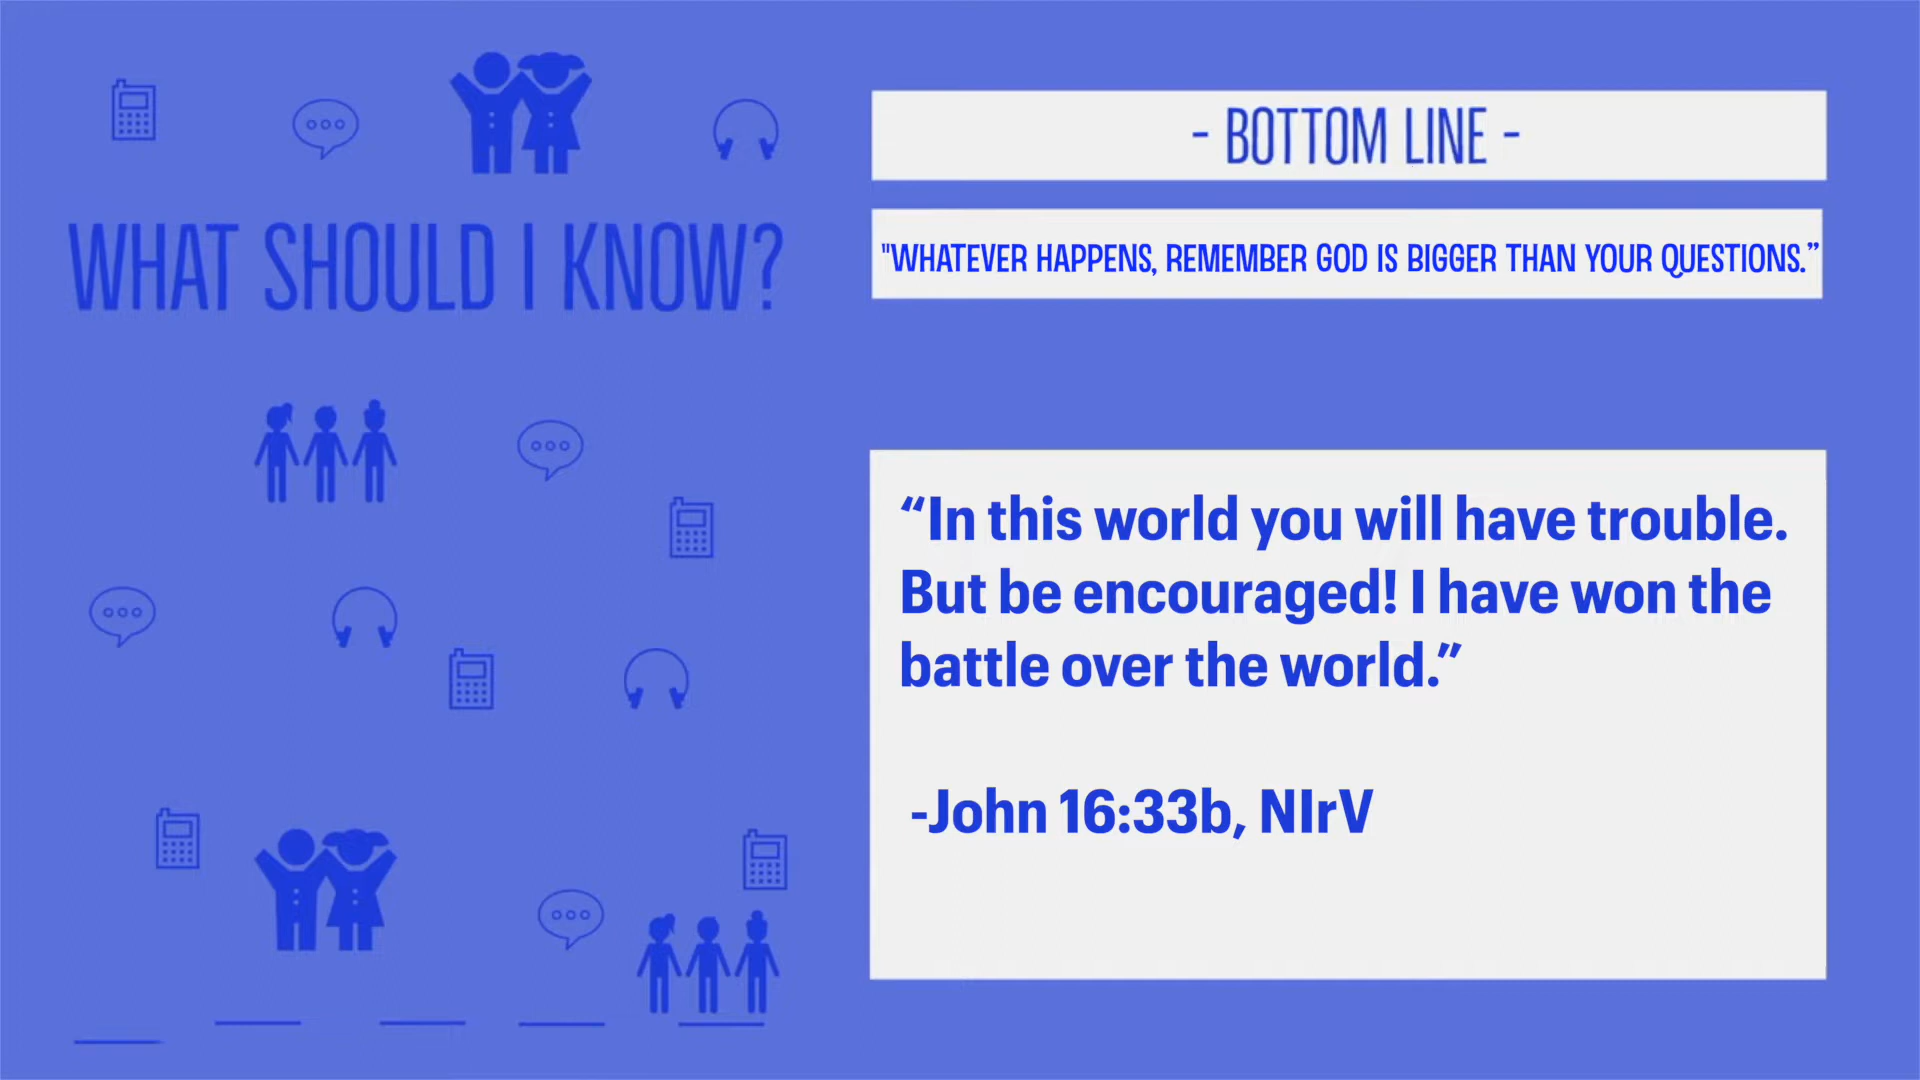 WHAT SHOULD I KNOW?
- BOTTOM LINE -
"WHATEVER HAPPENS, REMEMBER GOD IS BIGGER THAN YOUR QUESTIONS.”
“In this world you will have trouble.
But be encouraged! I have won the
battle over the world.”
-John 16:33b, NIrV